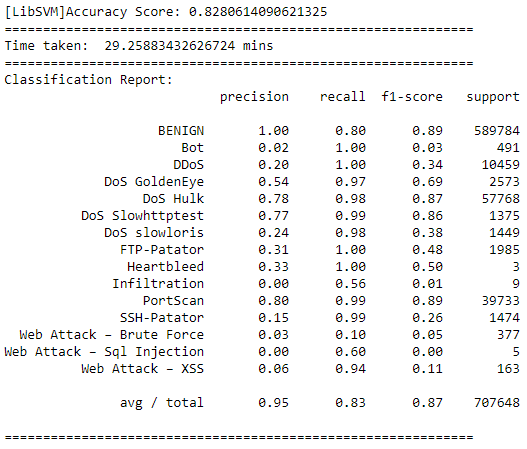 [LibSVM]Accuracy Score: 0.8280614090621325
==============================================================
Time taken:  29.25883432626724 mins
==============================================================
Classification Report:
precision recall f1-score support
BENIGN 1.00 0.80 0.89 589784
Bot 0.02 1.00 0.03 491
DDoS 0.20 1.00 0.34 10459
DoS GoldenEye 0.54 0.97 0.69 2573
DoS Hulk 0.78 0.98 0.87 57768
DoS Slowhttptest 0.77 0.99 0.86 1375
DoS slowloris 0.24 0.98 0.38 1449
FTP-Patator 0.31 1.00 0.48 1985
Heartbleed 0.33 1.00 0.50 3
Infiltration 0.00 0.56 0.01 9
PortScan 0.80 0.99 0.89 39733
SSH-Patator 0.15 0.99 0.26 1474
Web Attack – Brute Force 0.03 0.10 0.05 377
Web Attack – Sql Injection 0.00 0.60 0.00 5
Web Attack – XSS 0.06 0.94 0.11 163
avg / total 0.95 0.83 0.87 707648
==============================================================